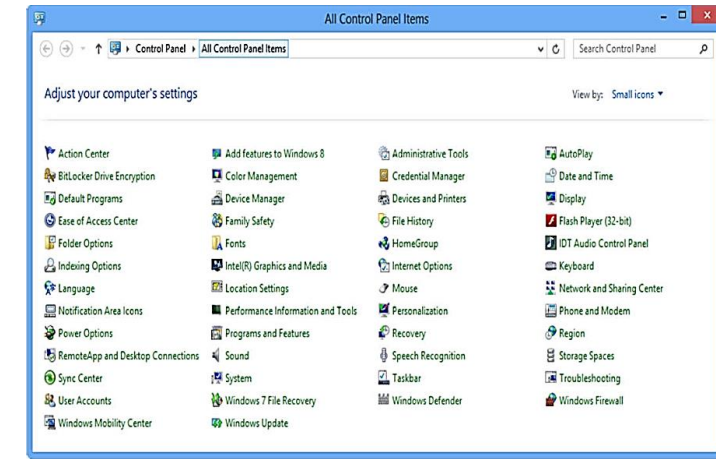 All Control Panel Items
Control Panel All Control Panel Items Search Control Panel
Adjust your computer's settings View by: Small icons
Action Center Add features to Windows 8 Administrative Tools AutoPlay
BitLocker Drive Encryption Color Management Credential Manager Date and Time
Default Programs Device Manager Devices and Printers Display
Ease of Access Center Family Safety File History Flash Player (32-bit)
Folder Options Fonts HomeGroup IDT Audio Control Panel
Indexing Options Intel(R) Graphics and Media Internet Options Keyboard
Language Location Settings Mouse Network and Sharing Center
Notification Area Icons Performance Information and Tools Personalization Phone and Modem
Power Options Programs and Features Recovery Region
RemoteApp and Desktop Connections Sound Speech Recognition Storage Spaces
Sync Center System Taskbar Troubleshooting
User Accounts Windows 7 File Recovery Windows Defender Windows Firewall
Windows Mobility Center Windows Update